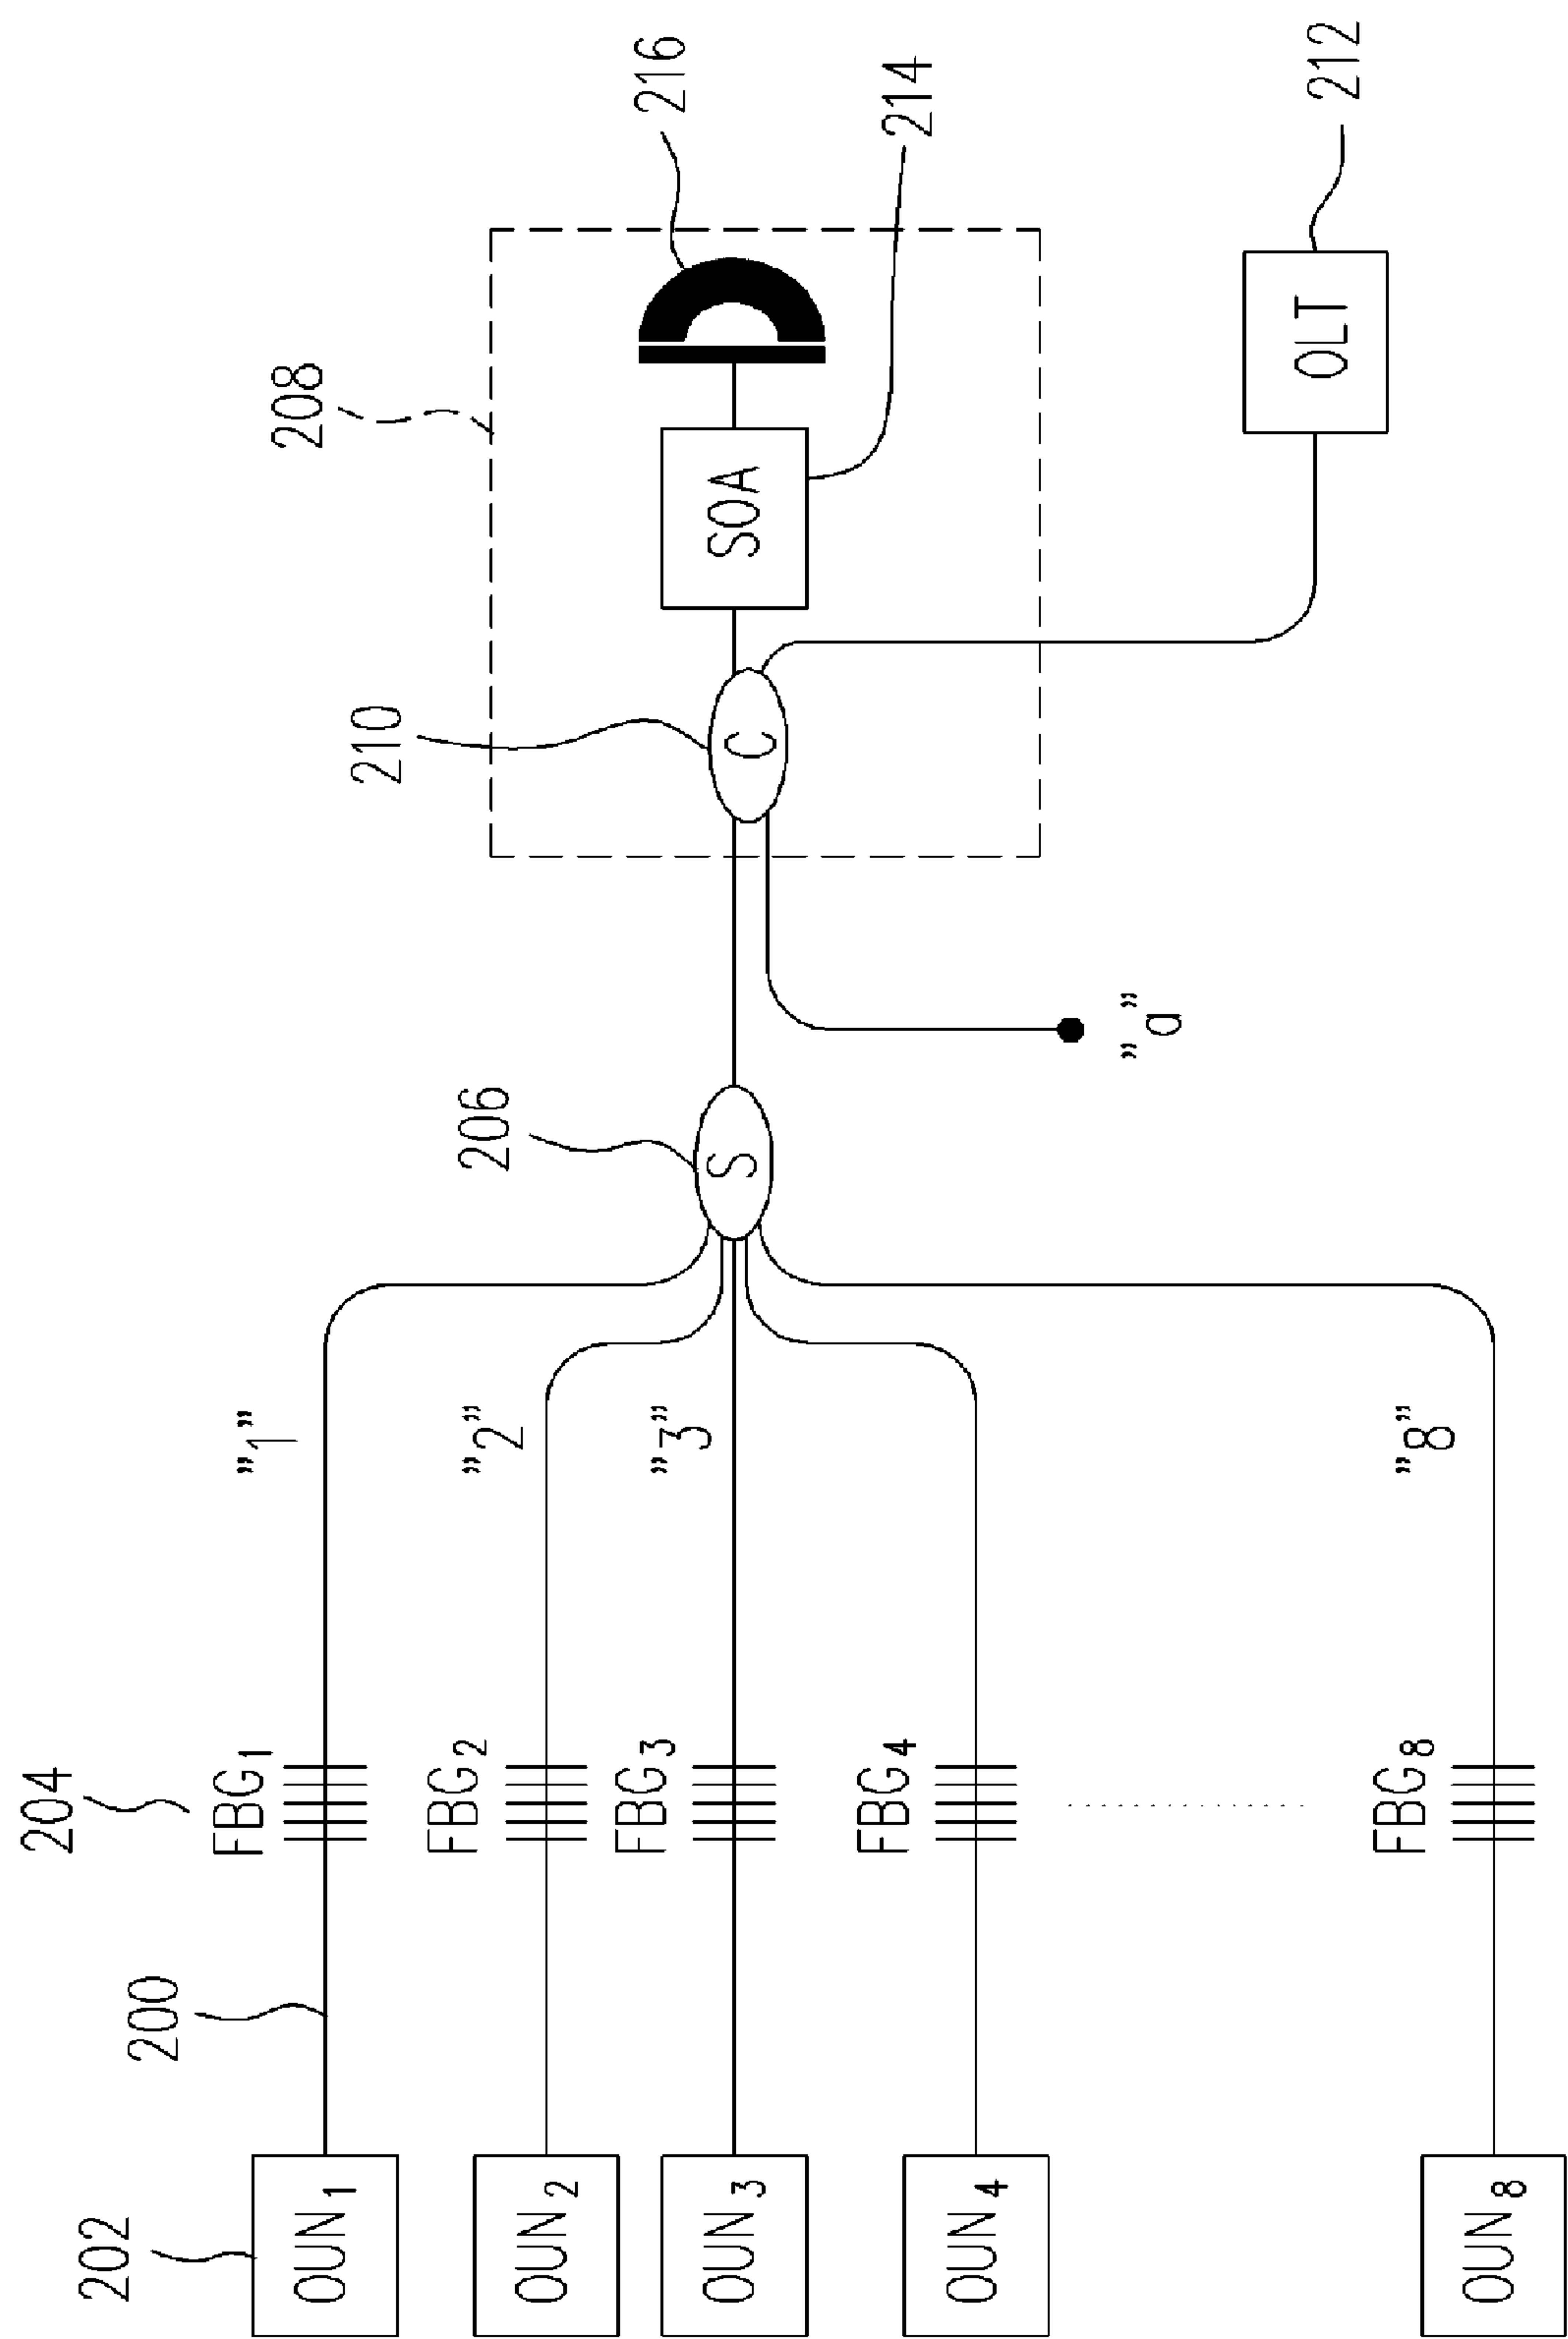 202
OUN1
OUN2
OUN3
OUN4
OUN8
200
204
FBG1
FBG2
FBG3
FBG4
FBG8
"1"
"2"
"3"
"8"
206
S
"a"
210
C
208
SOA
OLT
216
214
212